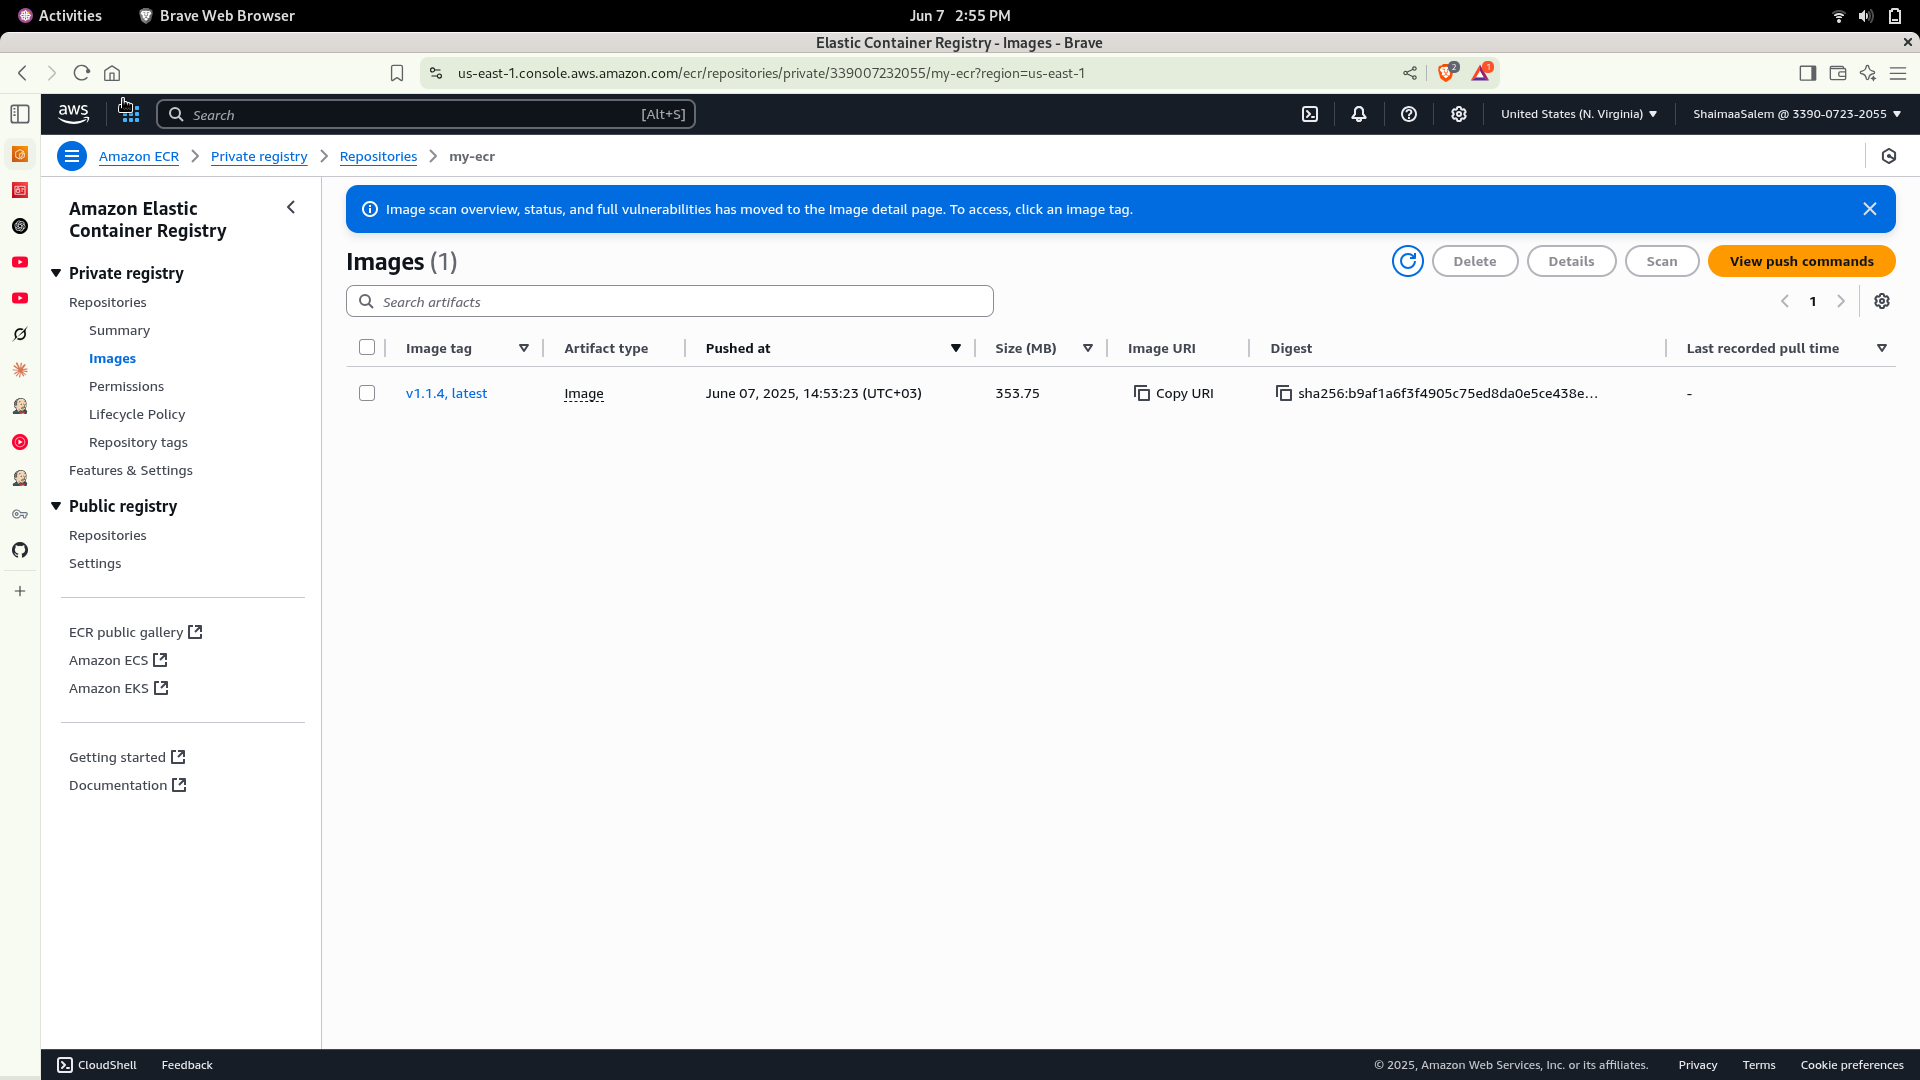 Activities Brave Web Browser Jun 7 2:55 PM
Elastic Container Registry - Images - Brave
us-east-1.console.aws.amazon.com/ecr/repositories/private/339007232055/my-ecr?region=us-east-1 2 1
aws Search [Alt+S] United States (N. Virginia) ShaimaaSalem @ 3390-0723-2055
Amazon ECR Private registry Repositories my-ecr
Amazon Elastic
Container Registry
Private registry
Repositories
Summary
Images
Permissions
Lifecycle Policy
Repository tags
Features & Settings
Public registry
Repositories
Settings
ECR public gallery
Amazon ECS
Amazon EKS
Getting started
Documentation
Image scan overview, status, and full vulnerabilities has moved to the Image detail page. To access, click an image tag.
Images (1) Delete Details Scan View push commands
Search artifacts 1
Image tag Artifact type Pushed at Size (MB) Image URI Digest Last recorded pull time
v1.1.4, latest Image June 07, 2025, 14:53:23 (UTC+03) 353.75 Copy URI sha256:b9af1a6f3f4905c75ed8da0e5ce438e... -
CloudShell Feedback © 2025, Amazon Web Services, Inc. or its affiliates. Privacy Terms Cookie preferences